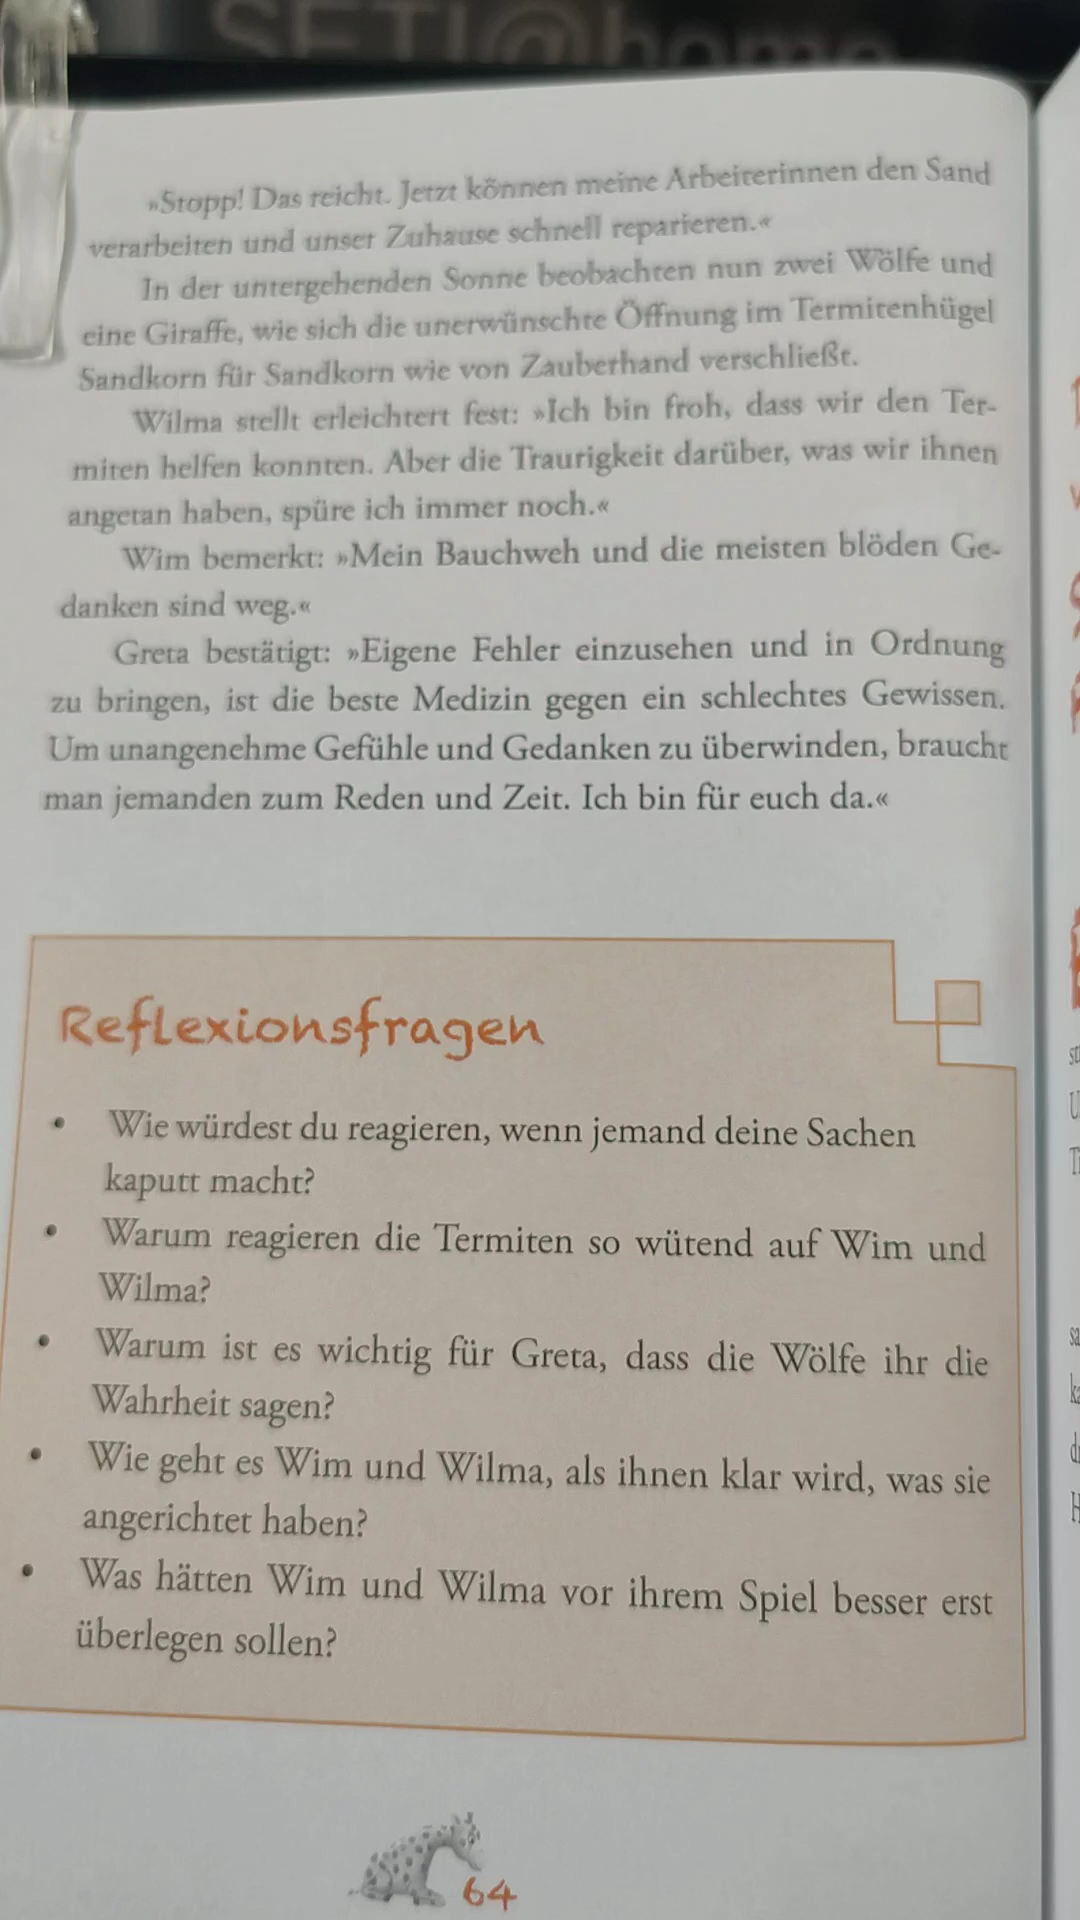 SETI@home
»Stopp! Das reicht. Jetzt können meine Arbeiterinnen den Sand
verarbeiten und unser Zuhause schnell reparieren.«
In der untergehenden Sonne beobachten nun zwei Wölfe und
eine Giraffe, wie sich die unerwünschte Öffnung im Termitenhügel
Sandkorn für Sandkorn wie von Zauberhand verschließt.
Wilma stellt erleichtert fest: »Ich bin froh, dass wir den Ter-
miten helfen konnten. Aber die Traurigkeit darüber, was wir ihnen
angetan haben, spüre ich immer noch.«
Wim bemerkt: »Mein Bauchweh und die meisten blöden Ge-
danken sind weg.«
Greta bestätigt: »Eigene Fehler einzusehen und in Ordnung
zu bringen, ist die beste Medizin gegen ein schlechtes Gewissen.
Um unangenehme Gefühle und Gedanken zu überwinden, braucht
man jemanden zum Reden und Zeit. Ich bin für euch da.«
Reflexionsfragen
• Wie würdest du reagieren, wenn jemand deine Sachen
kaputt macht?
• Warum reagieren die Termiten so wütend auf Wim und
Wilma?
• Warum ist es wichtig für Greta, dass die Wölfe ihr die
Wahrheit sagen?
• Wie geht es Wim und Wilma, als ihnen klar wird, was sie
angerichtet haben?
• Was hätten Wim und Wilma vor ihrem Spiel besser erst
überlegen sollen?
64